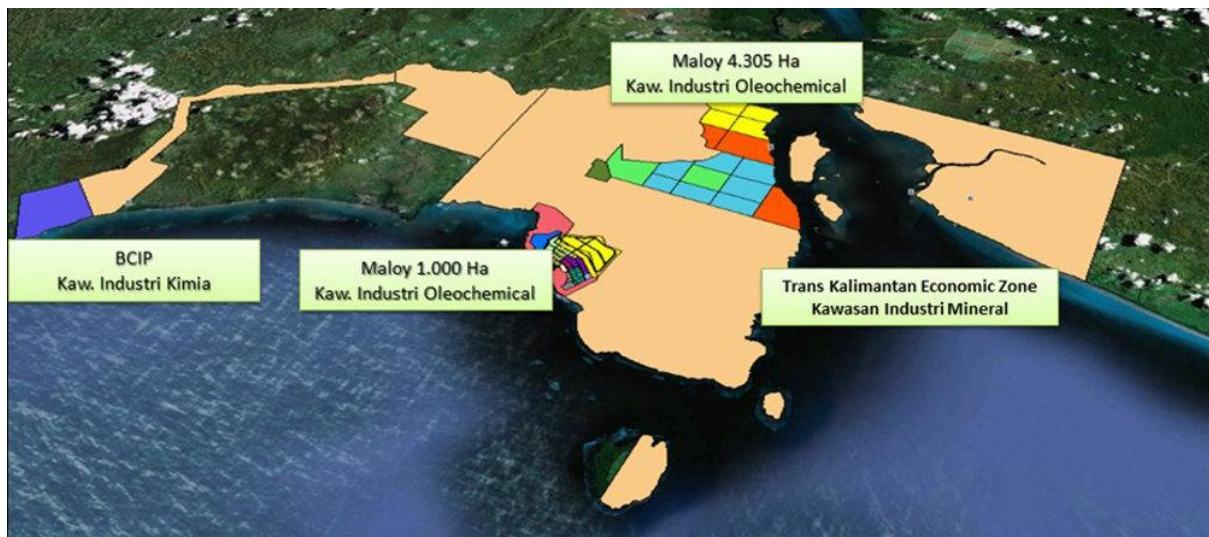 Maloy 4.305 Ha
Kaw. Industri Oleochemical
BCIP
Kaw. Industri Kimia
Maloy 1.000 Ha
Kaw. Industri Oleochemical
Trans Kalimantan Economic Zone
Kawasan Industri Mineral